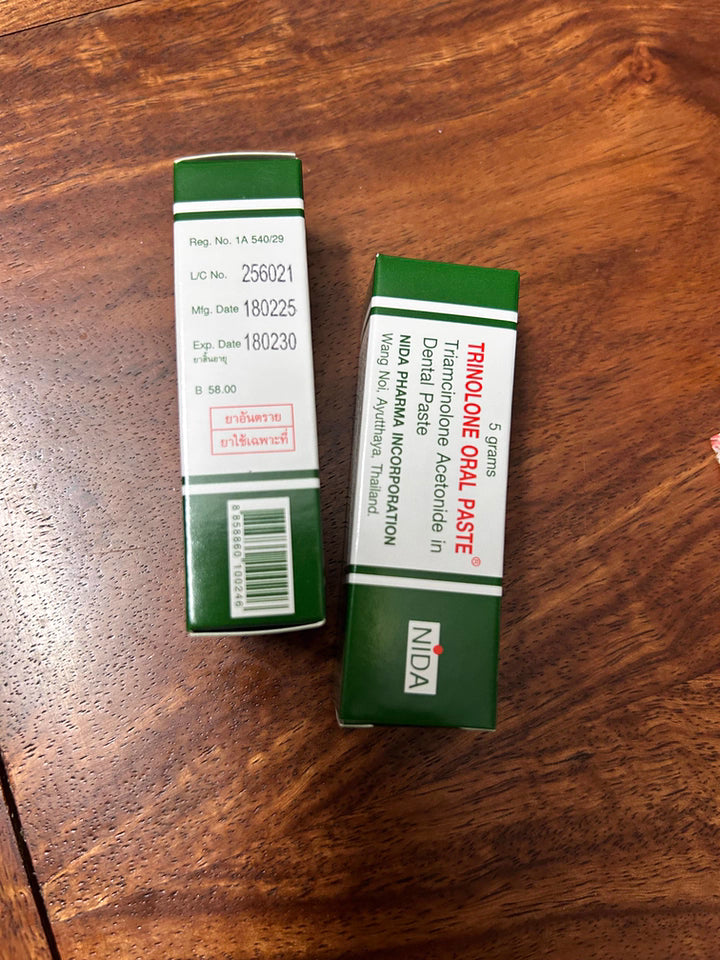 Reg. No. 1A 540/29
L/C No. 256021
Mfg. Date 180225
Exp. Date 180230
ยาสิ้นอายุ
B 58.00
ยาอันตราย
ยาใช้เฉพาะที่
8 858860 100246
5 grams
TRINOLONE ORAL PASTE®
Triamcinolone Acetonide in
Dental Paste
NIDA PHARMA INCORPORATION
Wang Noi, Ayutthaya, Thailand.
NIDA